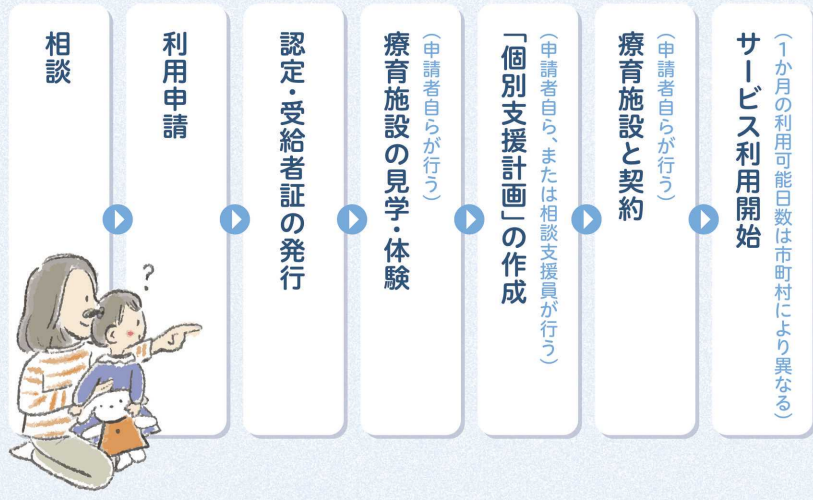 相談
利用申請
認定・受給者証の発行
療育施設の見学・体験
(申請者自らが行う)
「個別支援計画」の作成
(申請者自ら、または相談支援員が行う)
療育施設と契約
(申請者自らが行う)
サービス利用開始
(1か月の利用可能日数は市町村により異なる)
?